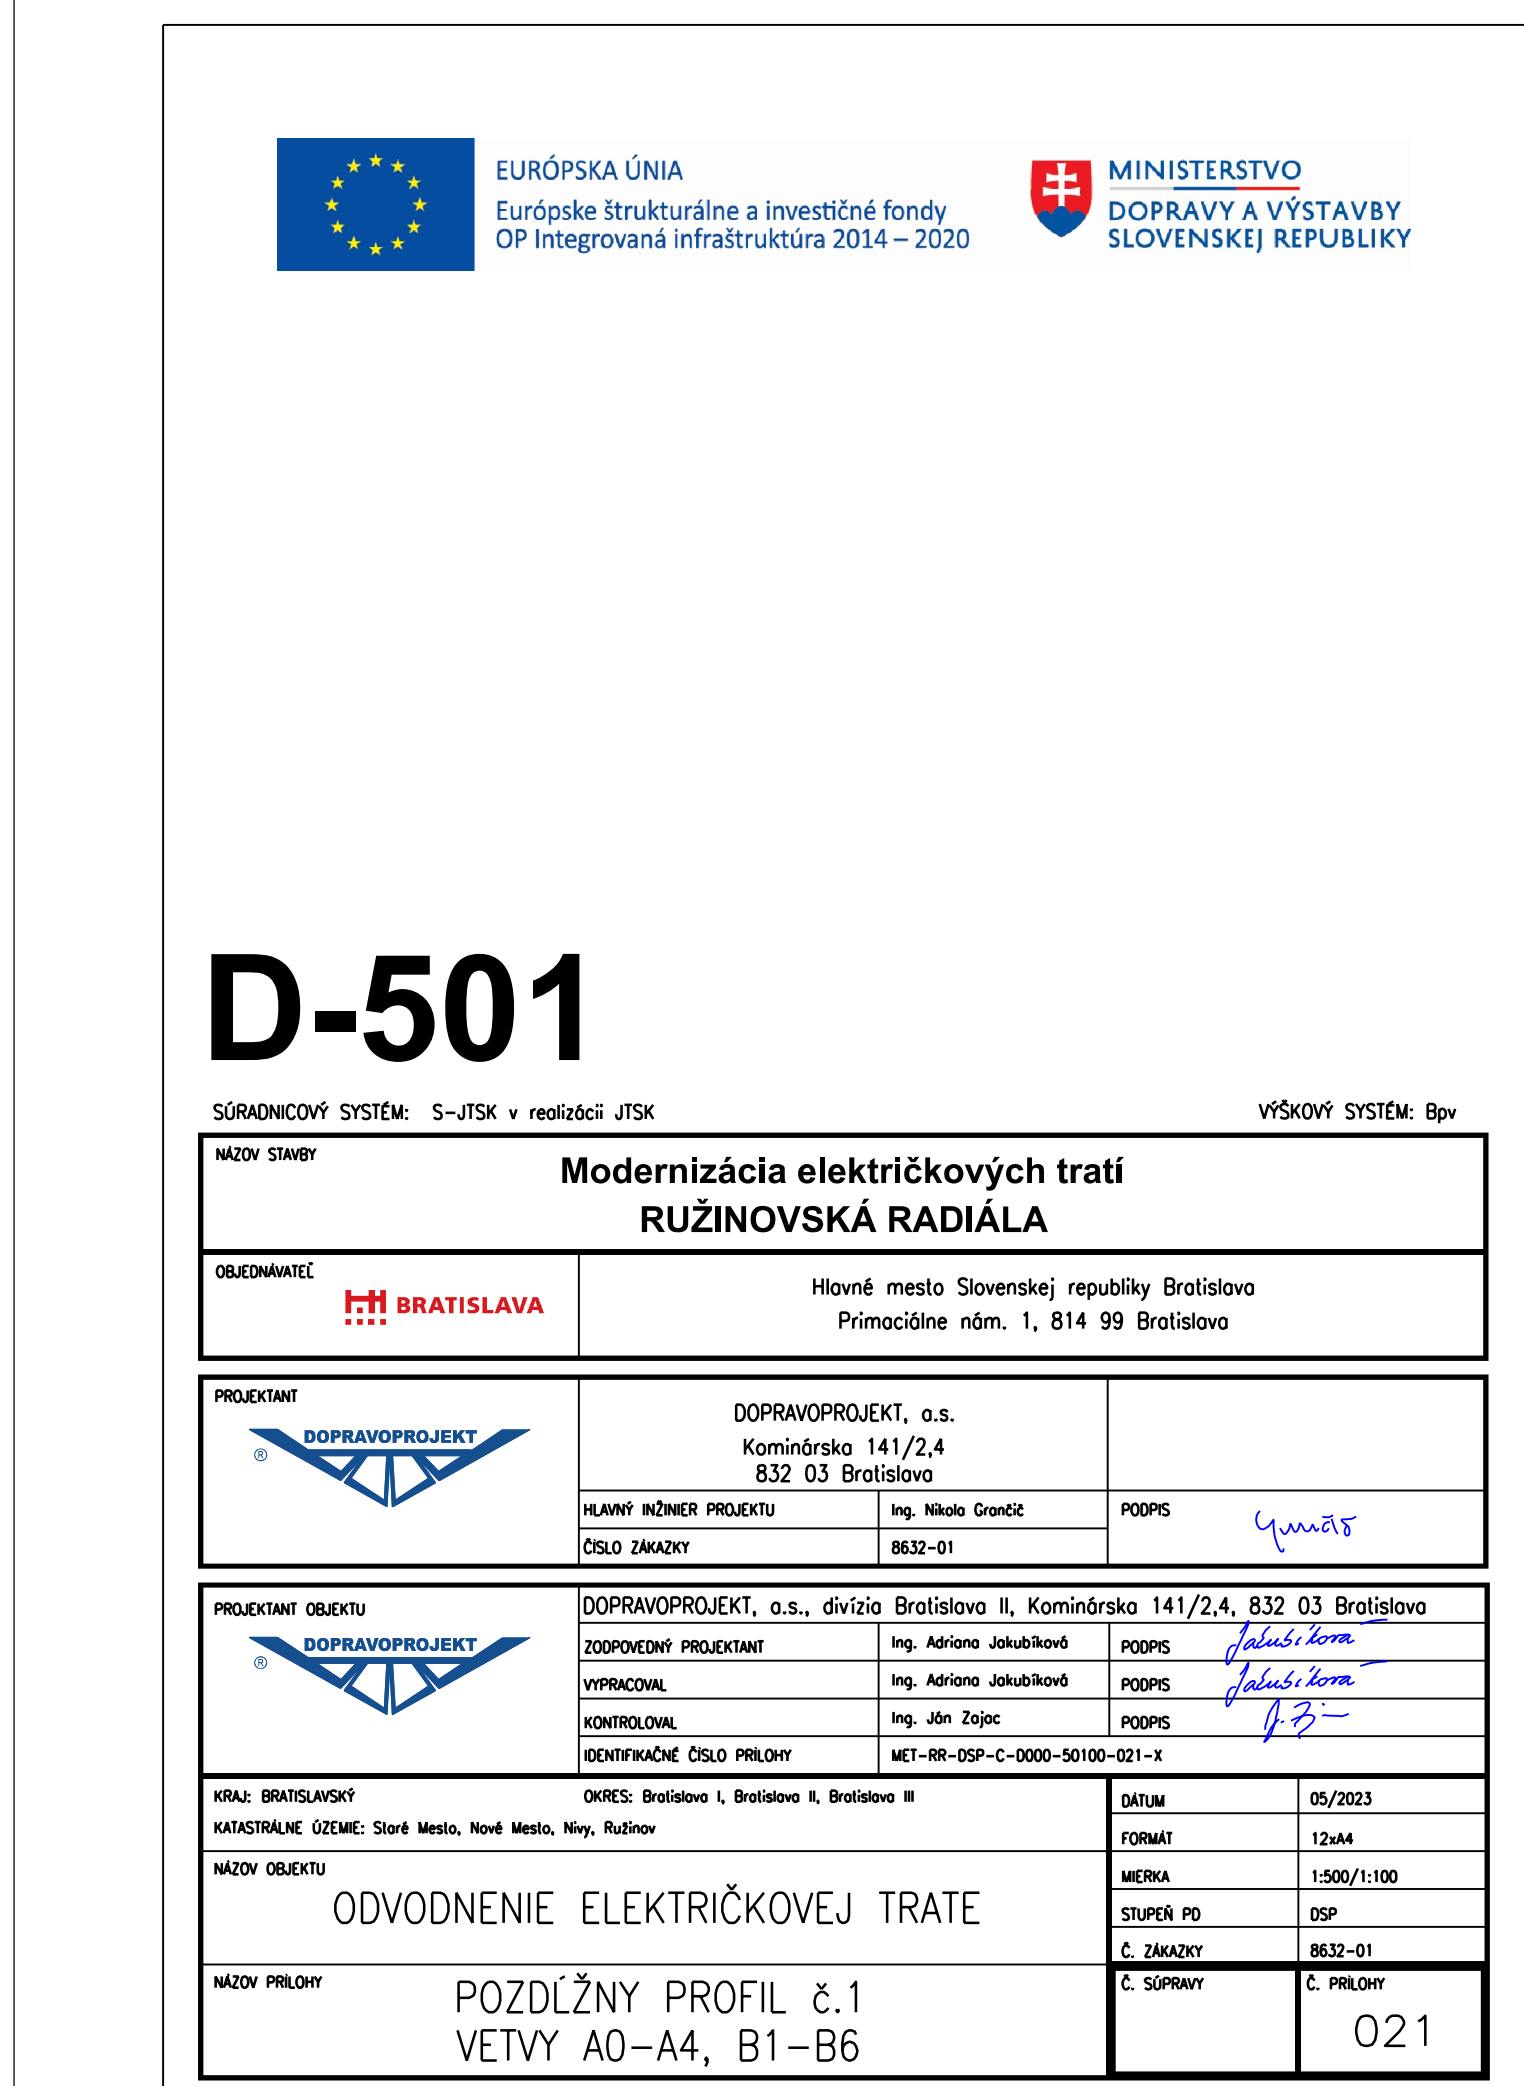 EURÓPSKA ÚNIA
Európske štrukturálne a investičné fondy
OP Integrovaná infraštruktúra 2014 – 2020
MINISTERSTVO
DOPRAVY A VÝSTAVBY
SLOVENSKEJ REPUBLIKY
D-501
SÚRADNICOVÝ SYSTÉM: S-JTSK v realizácii JTSK
VÝŠKOVÝ SYSTÉM: Bpv
NÁZOV STAVBY
Modernizácia električkových tratí
RUŽINOVSKÁ RADIÁLA
OBJEDNÁVATEĽ
BRATISLAVA
Hlavné mesto Slovenskej republiky Bratislava
Primaciálne nám. 1, 814 99 Bratislava
PROJEKTANT
DOPRAVOPROJEKT
®
DOPRAVOPROJEKT, a.s.
Kominárska 141/2,4
832 03 Bratislava
HLAVNÝ INŽINIER PROJEKTU Ing. Nikola Grančič PODPIS
ČÍSLO ZÁKAZKY 8632-01
PROJEKTANT OBJEKTU
DOPRAVOPROJEKT
®
DOPRAVOPROJEKT, a.s., divízia Bratislava II, Kominárska 141/2,4, 832 03 Bratislava
ZODPOVEDNÝ PROJEKTANT Ing. Adriana Jakubíková PODPIS Jakubíková
VYPRACOVAL Ing. Adriana Jakubíková PODPIS Jakubíková
KONTROLOVAL Ing. Ján Zajac PODPIS
IDENTIFIKAČNÉ ČÍSLO PRÍLOHY MET-RR-DSP-C-D000-50100-021-X
KRAJ: BRATISLAVSKÝ OKRES: Bratislava I, Bratislava II, Bratislava III
KATASTRÁLNE ÚZEMIE: Staré Mesto, Nové Mesto, Nivy, Ružinov
DÁTUM 05/2023
FORMÁT 12xA4
MIERKA 1:500/1:100
STUPEŇ PD DSP
Č. ZÁKAZKY 8632-01
NÁZOV OBJEKTU
ODVODNENIE ELEKTRIČKOVEJ TRATE
NÁZOV PRÍLOHY
POZDĹŽNY PROFIL č.1
VETVY A0-A4, B1-B6
Č. SÚPRAVY
Č. PRÍLOHY
021